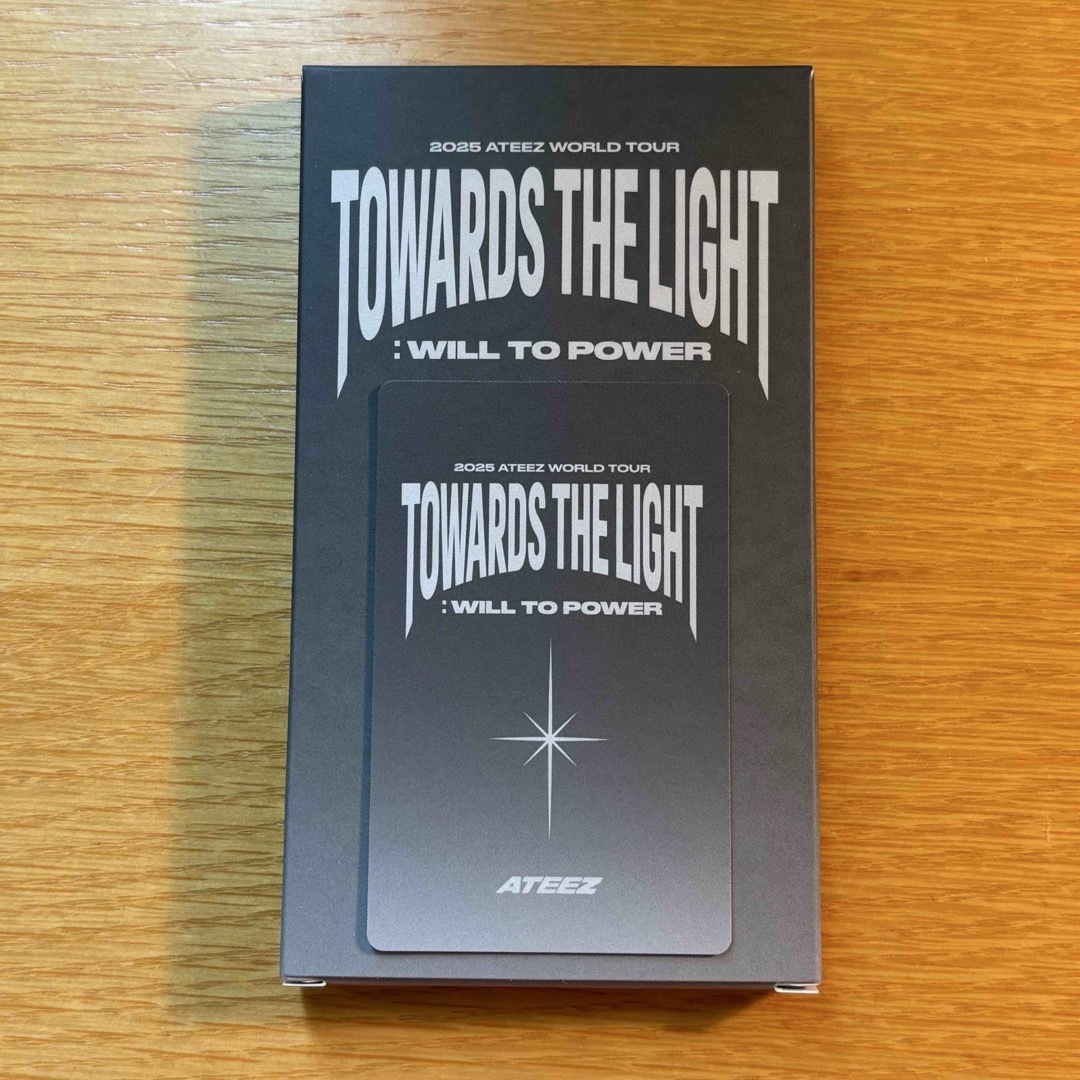 2025 ATEEZ WORLD TOUR
TOWARDS THE LIGHT
: WILL TO POWER
2025 ATEEZ WORLD TOUR
TOWARDS THE LIGHT
: WILL TO POWER
ATEEZ